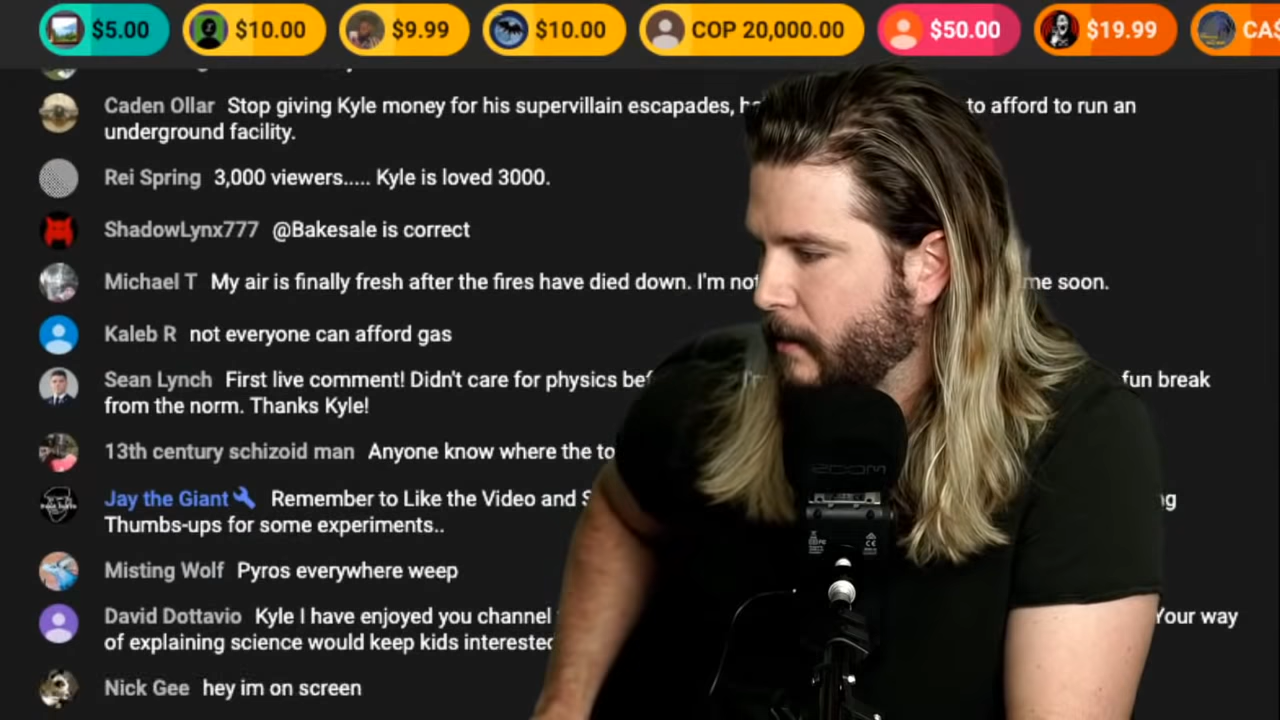 $5.00 $10.00 $9.99 $10.00 COP 20,000.00 $50.00 $19.99 CA$
Caden Ollar Stop giving Kyle money for his supervillain escapades, to afford to run an
underground facility.
Rei Spring 3,000 viewers..... Kyle is loved 3000.
ShadowLynx777 @Bakesale is correct
Michael T My air is finally fresh after the fires have died down. I'm not me soon.
Kaleb R not everyone can afford gas
Sean Lynch First live comment! Didn't care for physics fun break
from the norm. Thanks Kyle!
13th century schizoid man Anyone know where the
Jay the Giant Remember to Like the Video and
Thumbs-ups for some experiments..
Misting Wolf Pyros everywhere weep
David Dottavio Kyle I have enjoyed you channel Your way
of explaining science would keep kids interested
Nick Gee hey im on screen
ZOOM